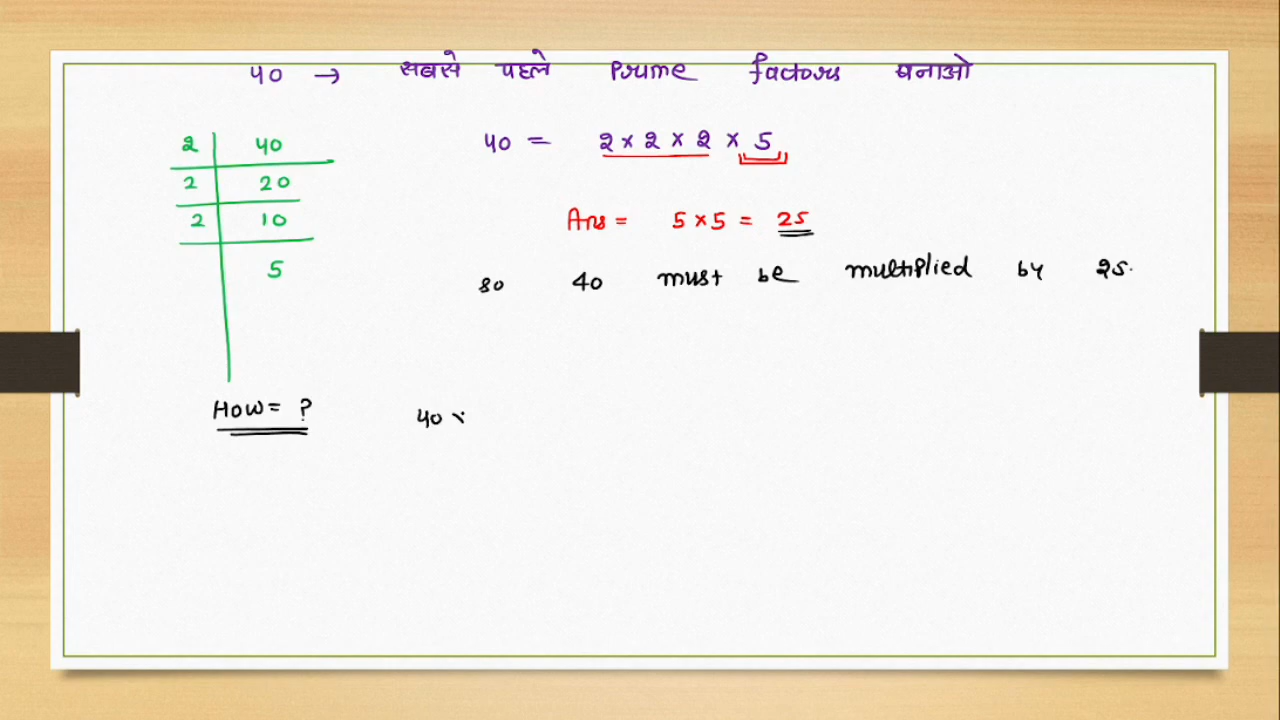 40 → सबसे पहले Prime factors बनाओ
2 40
2 20
2 10
5
40 = 2 × 2 × 2 × 5
Ans = 5 × 5 = 25
so 40 must be multiplied by 25.
How = ? 40 ×